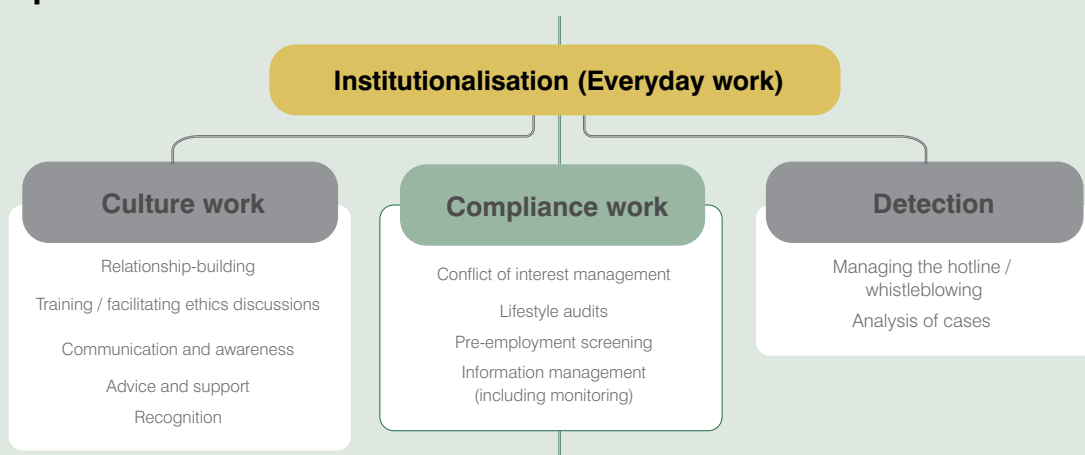 Institutionalisation (Everyday work)
Culture work
Relationship-building
Training / facilitating ethics discussions
Communication and awareness
Advice and support
Recognition
Compliance work
Conflict of interest management
Lifestyle audits
Pre-employment screening
Information management
(including monitoring)
Detection
Managing the hotline /
whistleblowing
Analysis of cases